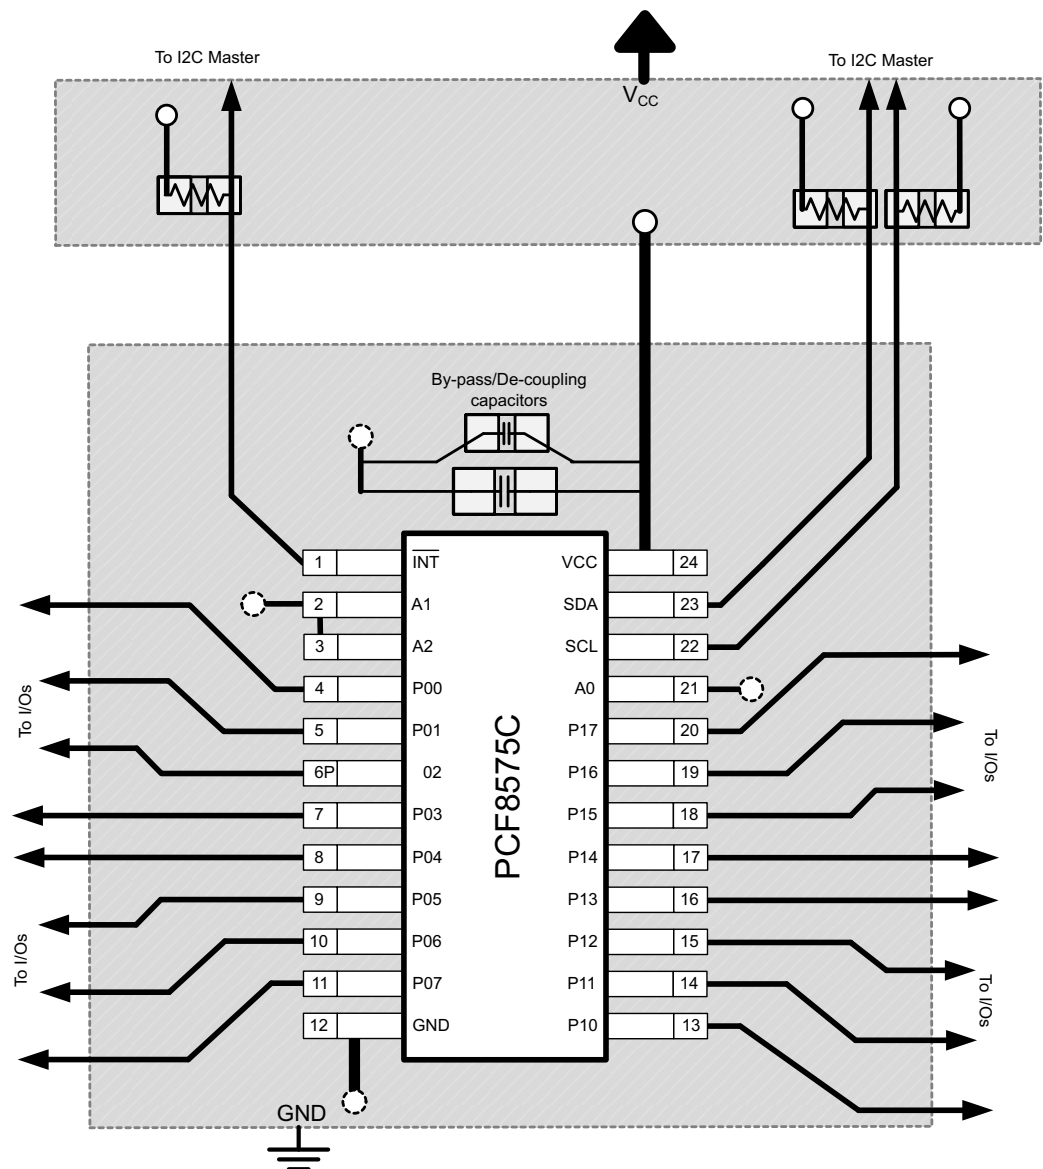 To I2C Master
VCC
To I2C Master
By-pass/De-coupling
capacitors
1 INT VCC 24
2 A1 SDA 23
3 A2 SCL 22
4 P00 A0 21
5 P01 P17 20
6P 02 P16 19
7 P03 P15 18
8 P04 P14 17
9 P05 P13 16
10 P06 P12 15
11 P07 P11 14
12 GND P10 13
PCF8575C
To I/Os
To I/Os
To I/Os
To I/Os
GND